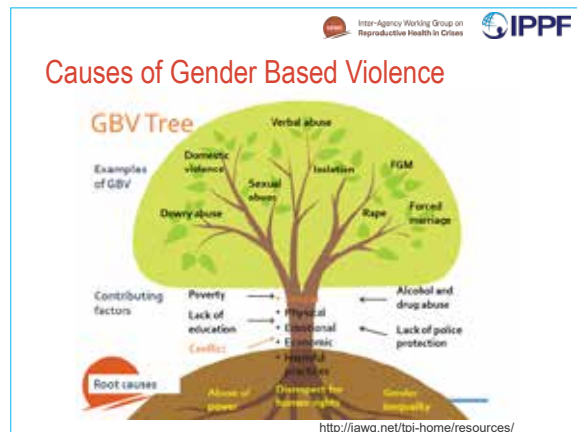 Inter-Agency Working Group on
Reproductive Health in Crises
IPPF
Causes of Gender Based Violence
GBV Tree
Examples
of GBV
Verbal abuse
Domestic
violence
Isolation
FGM
Sexual
abuse
Dowry abuse
Rape
Forced
marriage
Contributing
factors
Poverty
Lack of
education
Conflict
• Physical
• Emotional
• Economic
• Harmful
practices
Alcohol and
drug abuse
Lack of police
protection
Root causes
Abuse of
power
Disrespect for
human rights
Gender
inequality
http://iawg.net/tpi-home/resources/